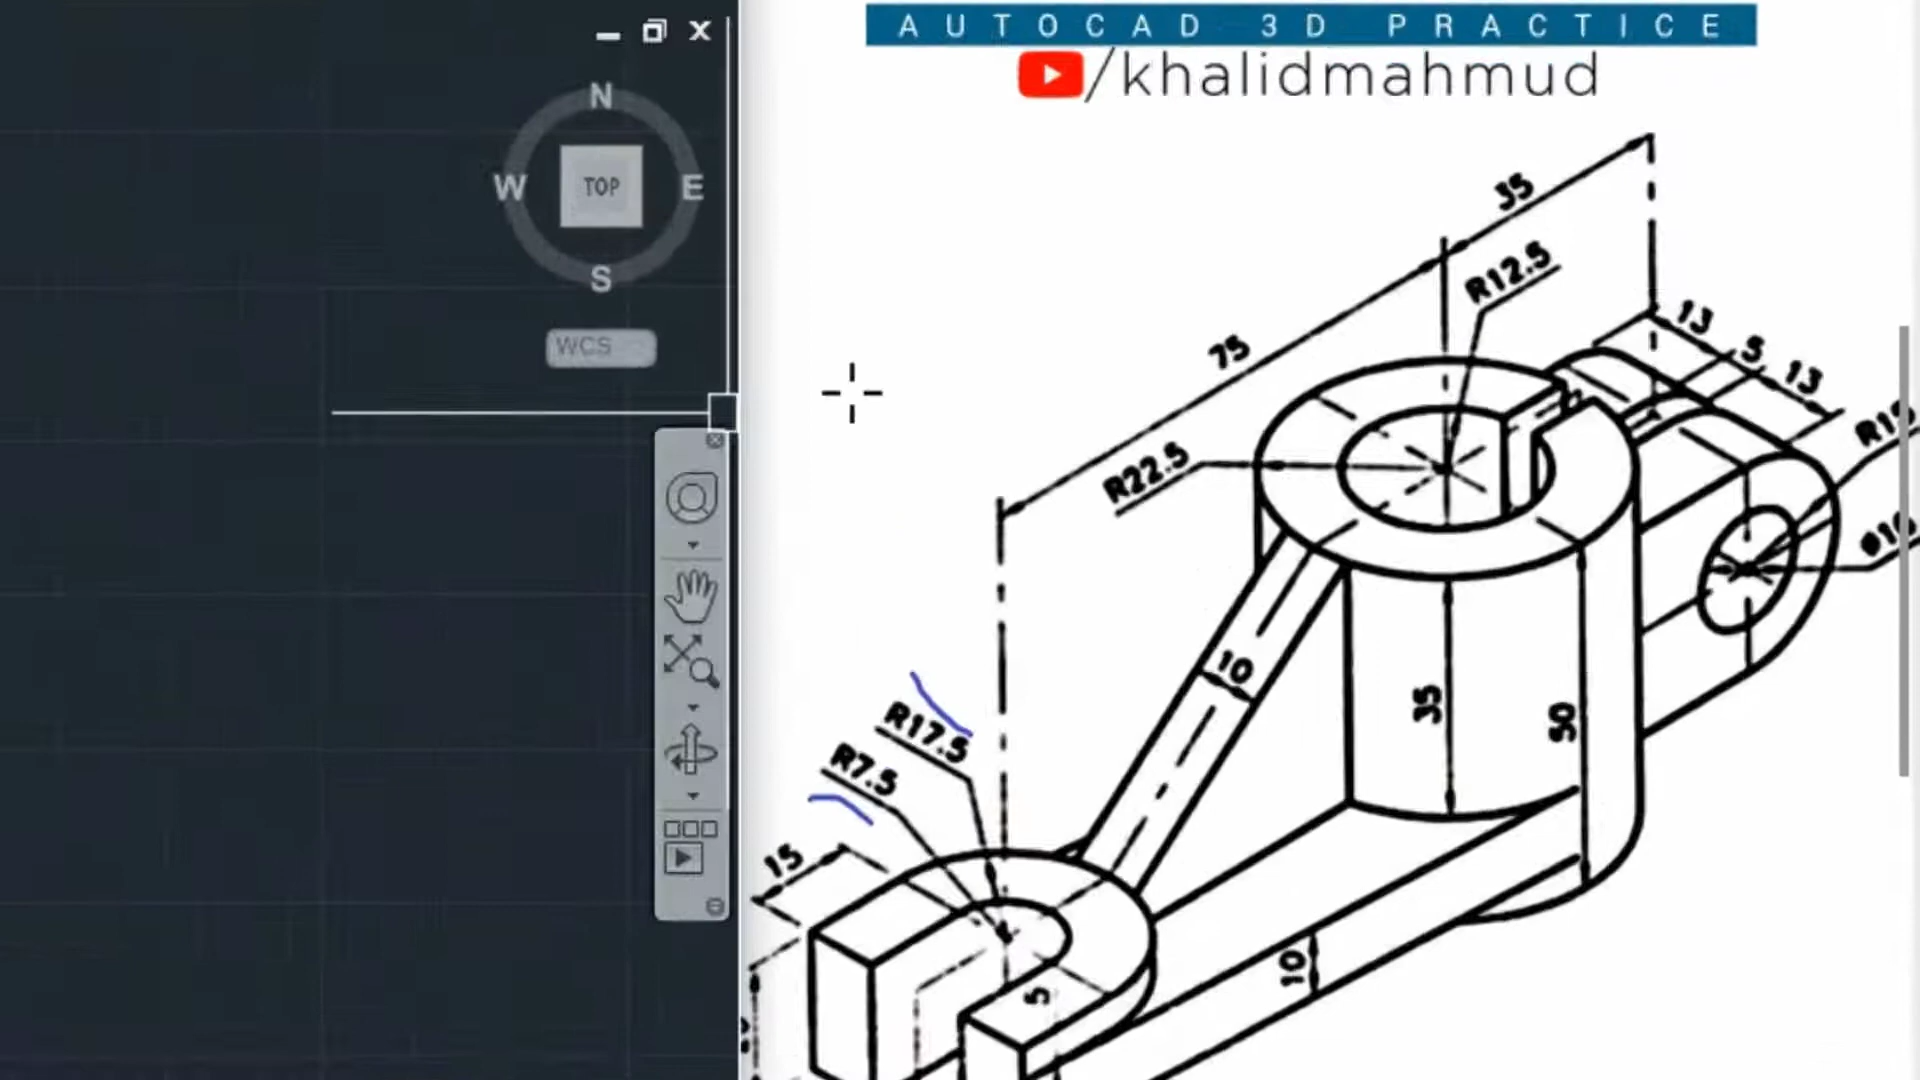 AUTOCAD 3D PRACTICE
/khalidmahmud
N
W
TOP
E
S
WCS
35
R12.5
75
13
5
13
R22.5
10
35
50
R17.5
R7.5
15
10
5